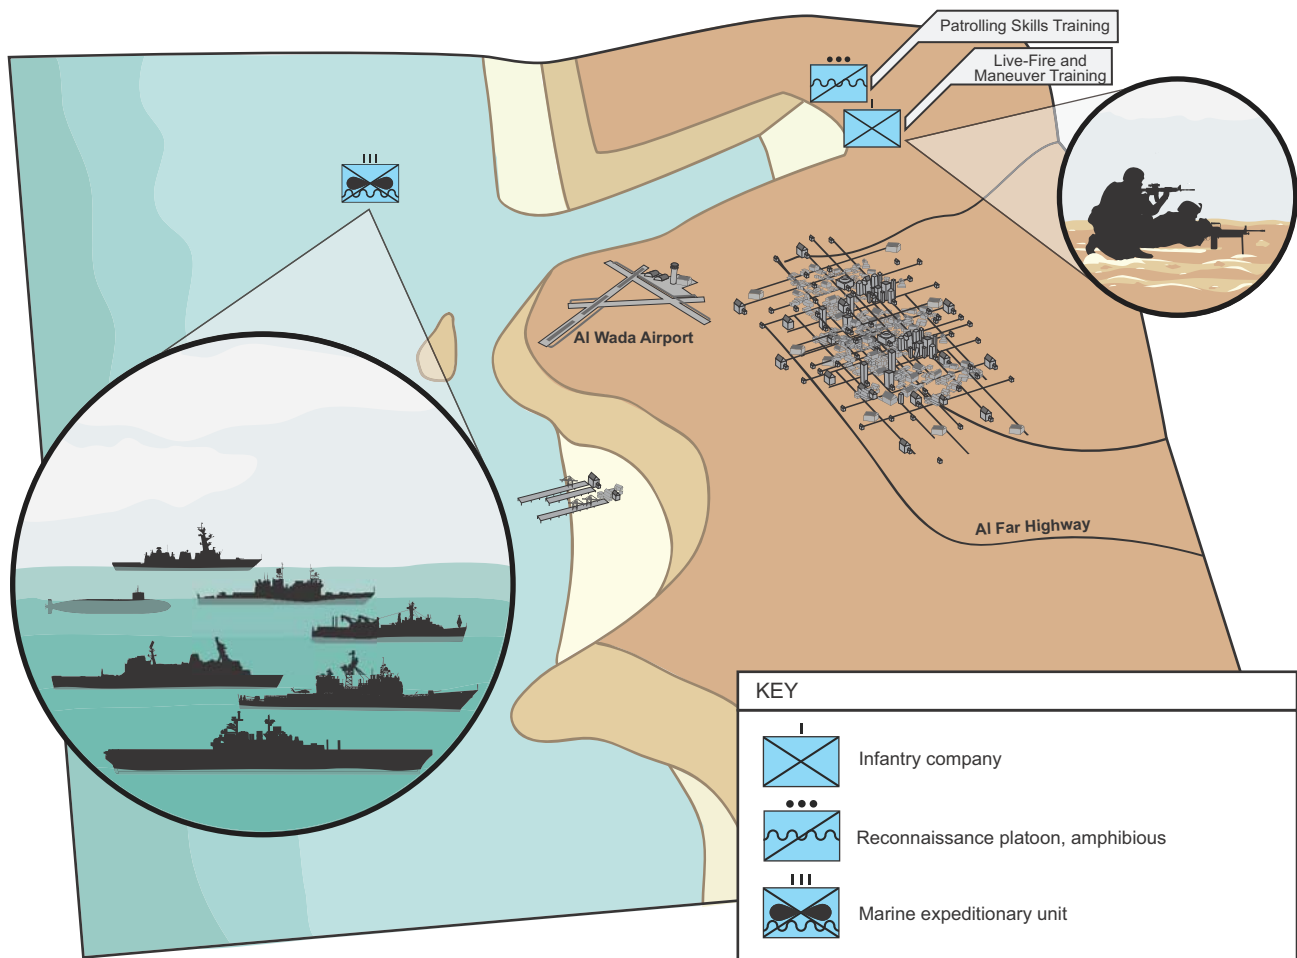 Patrolling Skills Training
Live-Fire and
Maneuver Training
Al Wada Airport
Al Far Highway
KEY
Infantry company
Reconnaissance platoon, amphibious
Marine expeditionary unit